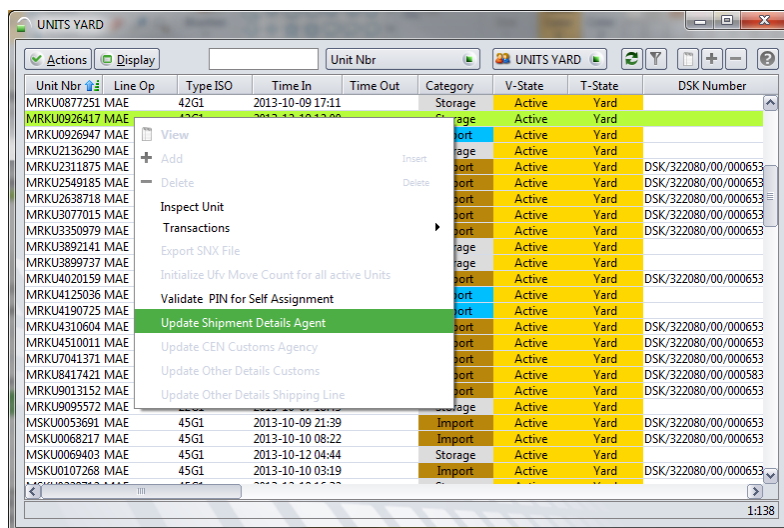 UNITS YARD
Actions Display Unit Nbr UNITS YARD
Unit Nbr Line Op Type ISO Time In Time Out Category V-State T-State DSK Number
MRKU0877251 MAE 42G1 2013-10-09 17:11 Storage Active Yard
MRKU0926417 MAE Active Yard
MRKU0926947 MAE Active Yard
View
MRKU2136290 MAE Active Yard
Add Insert
MRKU2311875 MAE Active Yard DSK/322080/00/000653
MRKU2549185 MAE Active Yard DSK/322080/00/000653
Delete Delete
MRKU2638718 MAE Active Yard DSK/322080/00/000653
Inspect Unit
MRKU3077015 MAE Active Yard DSK/322080/00/000653
Transactions
MRKU3350979 MAE Active Yard DSK/322080/00/000653
MRKU3892141 MAE Active Yard
Export SNX File
MRKU3899737 MAE Active Yard
Initialize Ufv Move Count for all active Units
MRKU4020159 MAE Active Yard DSK/322080/00/000653
MRKU4125036 MAE Active Yard
Validate PIN for Self Assignment
MRKU4190725 MAE Active Yard
MRKU4310604 MAE Active Yard DSK/322080/00/000653
Update Shipment Details Agent
MRKU4510011 MAE Active Yard DSK/322080/00/000653
Update CEN Customs Agency
MRKU7041371 MAE Active Yard DSK/322080/00/000653
MRKU8417421 MAE Active Yard DSK/322080/00/000583
Update Other Details Customs
MRKU9013152 MAE Active Yard DSK/322080/00/000653
Update Other Details Shipping Line
MRKU9095572 MAE Active Yard
MSKU0053691 MAE 45G1 2013-10-09 21:39 Import Active Yard DSK/322080/00/000653
MSKU0068217 MAE 45G1 2013-10-10 08:22 Import Active Yard DSK/322080/00/000653
MSKU0069403 MAE 45G1 2013-10-12 04:44 Storage Active Yard
MSKU0107268 MAE 45G1 2013-10-10 03:19 Import Active Yard DSK/322080/00/000653
1:138